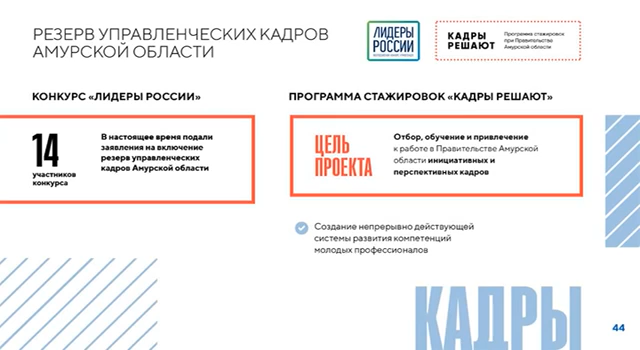 РЕЗЕРВ УПРАВЛЕНЧЕСКИХ КАДРОВ
АМУРСКОЙ ОБЛАСТИ
ЛИДЕРЫ
РОССИИ
КАДРЫ
РЕШАЮТ
Программа стажировок
при Правительстве
Амурской области
КОНКУРС «ЛИДЕРЫ РОССИИ»
14
участников
конкурса
В настоящее время подали
заявления на включение
резерв управленческих
кадров Амурской области
ПРОГРАММА СТАЖИРОВОК «КАДРЫ РЕШАЮТ»
ЦЕЛЬ
ПРОЕКТА
Отбор, обучение и привлечение
к работе в Правительстве Амурской
области инициативных и
перспективных кадров
Создание непрерывно действующей
системы развития компетенций
молодых профессионалов
КАДРЫ
44